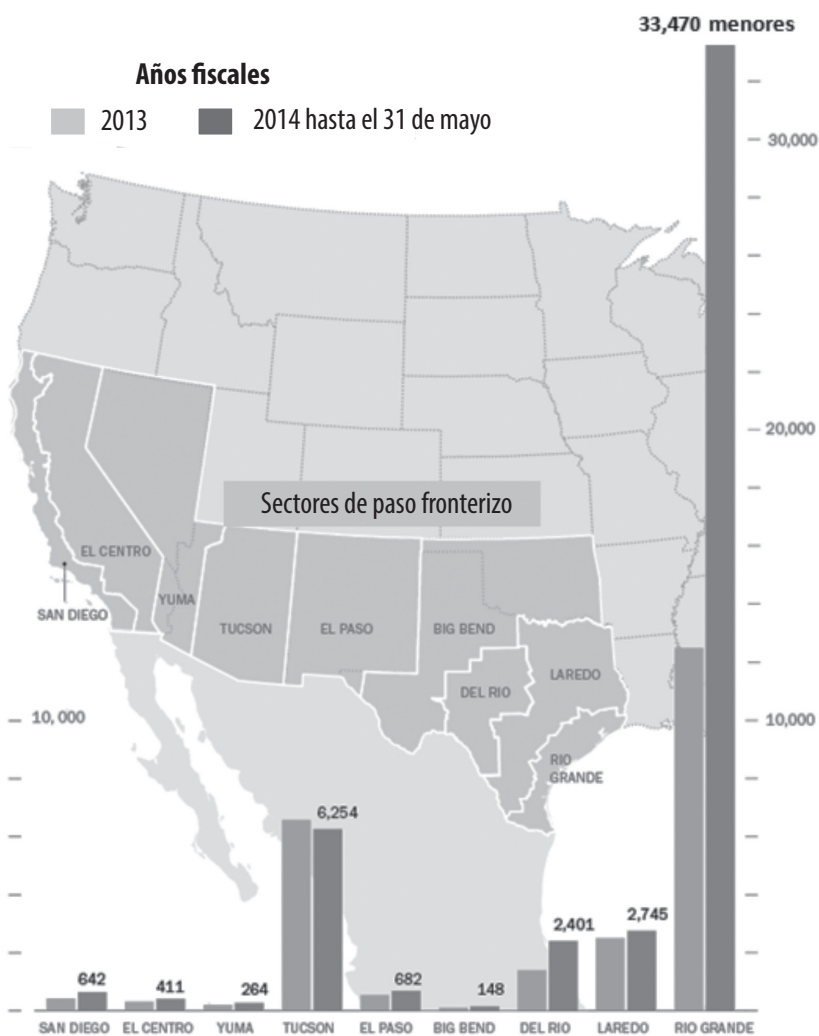 33,470 menores
Años fiscales
2013
2014 hasta el 31 de mayo
30,000
20,000
Sectores de paso fronterizo
EL CENTRO
YUMA
SAN DIEGO
TUCSON
EL PASO
BIG BEND
DEL RIO
LAREDO
RIO
GRANDE
10,000
10,000
6,254
642
411
264
682
148
2,401
2,745
SAN DIEGO
EL CENTRO
YUMA
TUCSON
EL PASO
BIG BEND
DEL RIO
LAREDO
RIO GRANDE